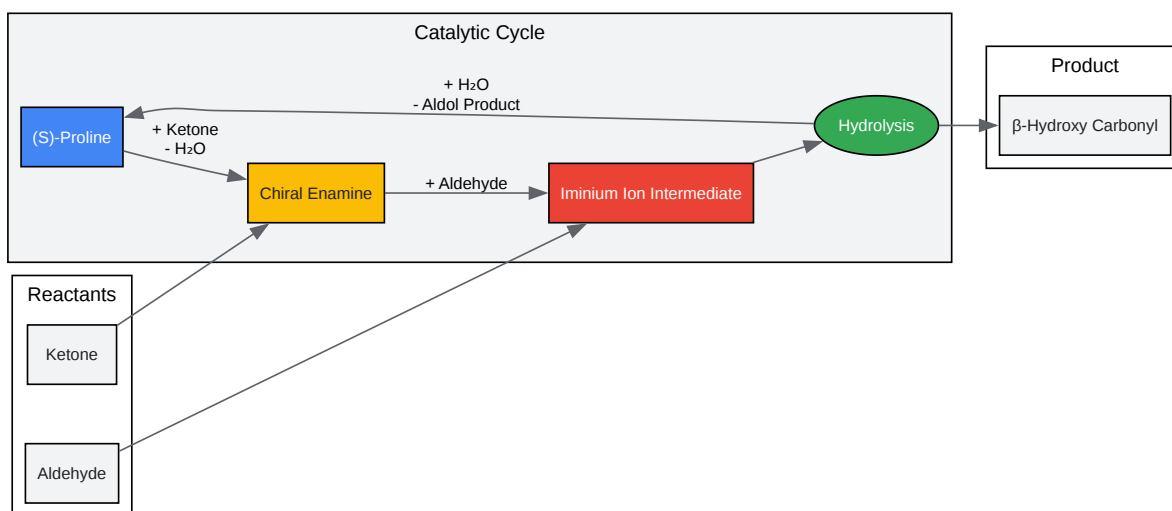 Catalytic Cycle
Product
+ H₂O
- Aldol Product
(S)-Proline
+ Ketone
- H₂O
Hydrolysis
β-Hydroxy Carbonyl
Chiral Enamine
+ Aldehyde
Iminium Ion Intermediate
Reactants
Ketone
Aldehyde